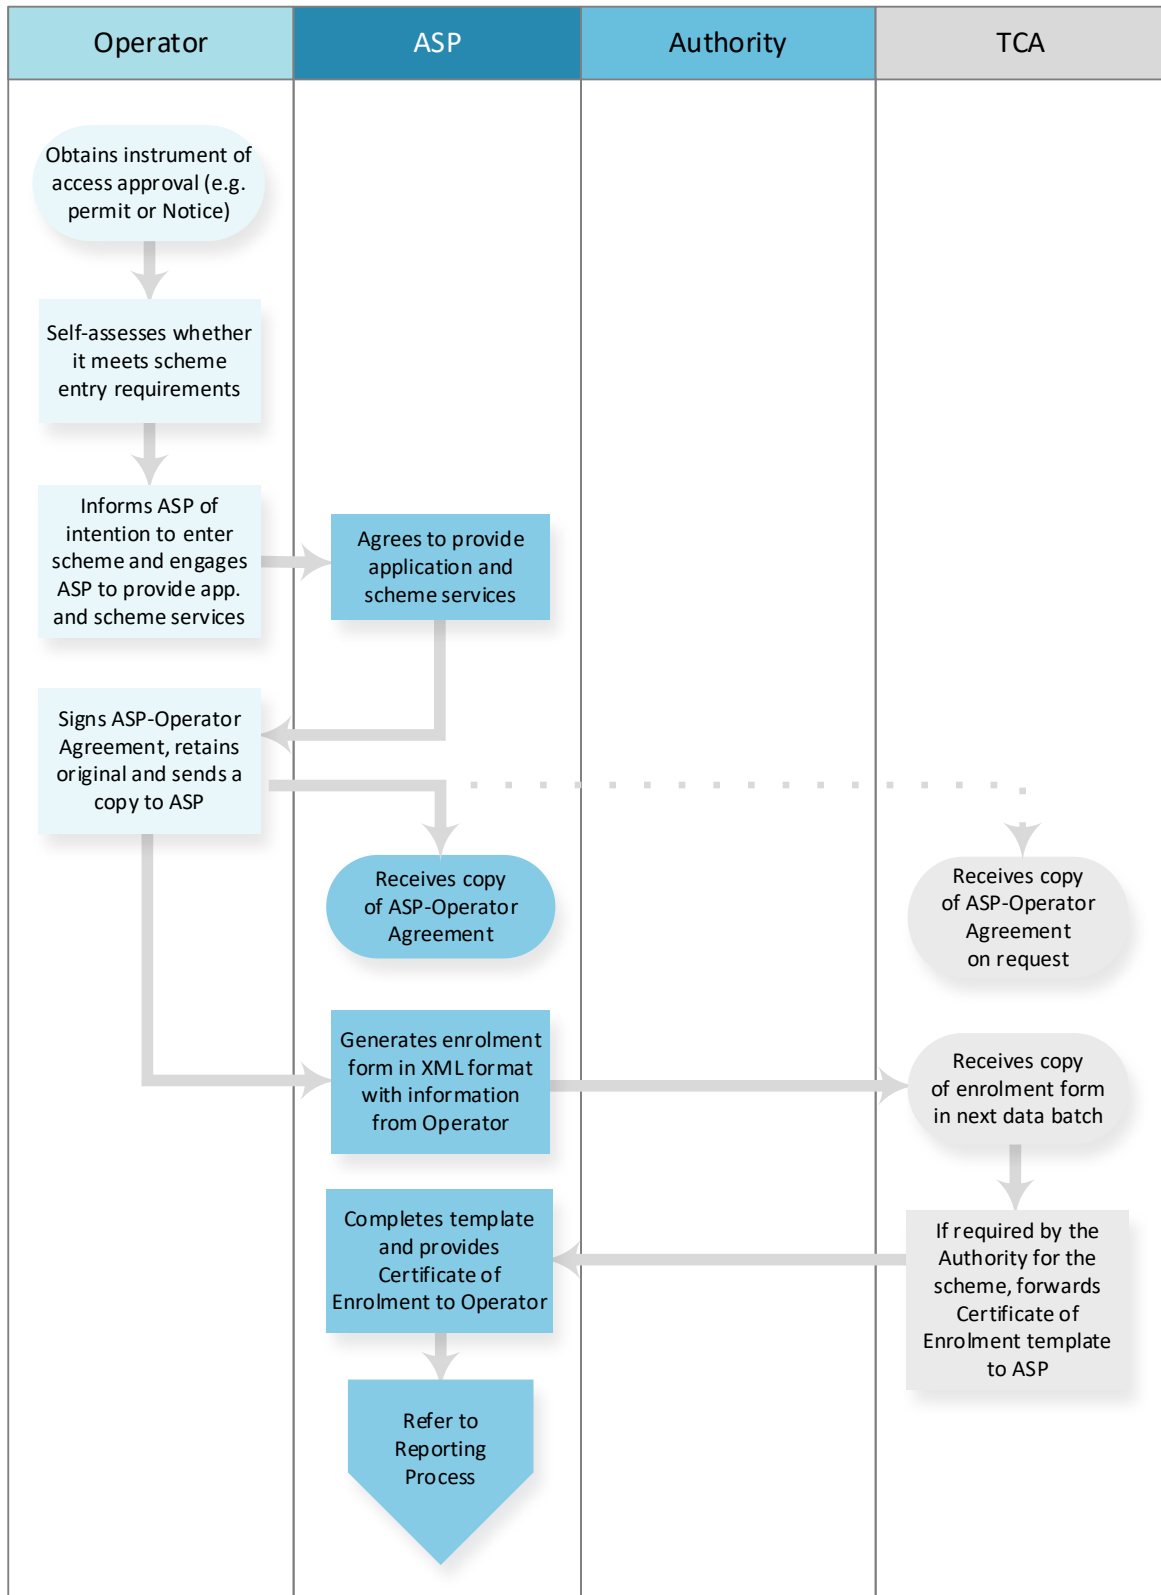 Operator
ASP
Authority
TCA
Obtains instrument of
access approval (e.g.
permit or Notice)
Self-assesses whether
it meets scheme
entry requirements
Informs ASP of
intention to enter
scheme and engages
ASP to provide app.
and scheme services
Agrees to provide
application and
scheme services
Signs ASP-Operator
Agreement, retains
original and sends a
copy to ASP
Receives copy
of ASP-Operator
Agreement
Receives copy
of ASP-Operator
Agreement
on request
Generates enrolment
form in XML format
with information
from Operator
Receives copy
of enrolment form
in next data batch
If required by the
Authority for the
scheme, forwards
Certificate of
Enrolment template
to ASP
Completes template
and provides
Certificate of
Enrolment to Operator
Refer to
Reporting
Process